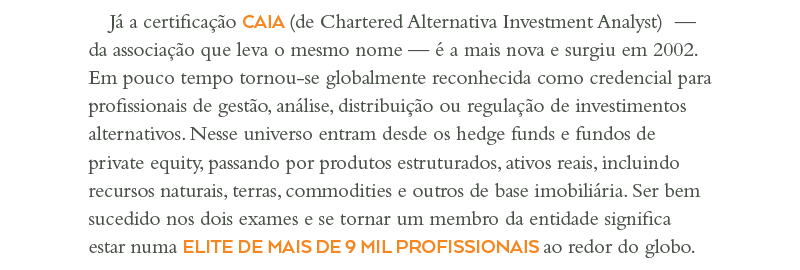 Já a certificação CAIA (de Chartered Alternativa Investment Analyst) —
da associação que leva o mesmo nome — é a mais nova e surgiu em 2002.
Em pouco tempo tornou-se globalmente reconhecida como credencial para
profissionais de gestão, análise, distribuição ou regulação de investimentos
alternativos. Nesse universo entram desde os hedge funds e fundos de
private equity, passando por produtos estruturados, ativos reais, incluindo
recursos naturais, terras, commodities e outros de base imobiliária. Ser bem
sucedido nos dois exames e se tornar um membro da entidade significa
estar numa ELITE DE MAIS DE 9 MIL PROFISSIONAIS ao redor do globo.